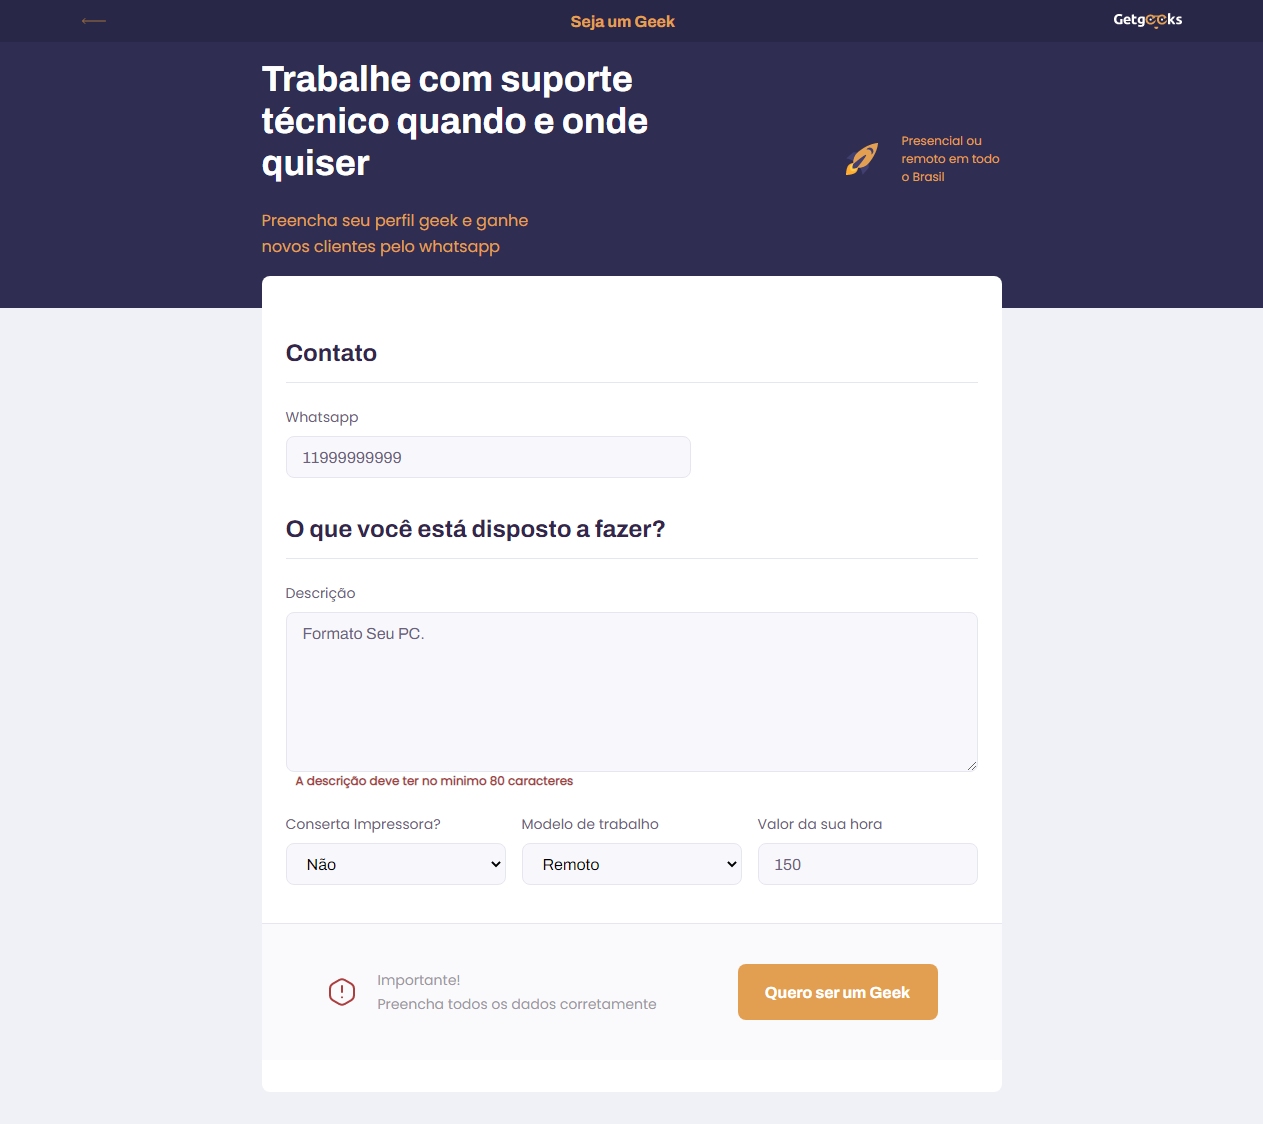 Seja um Geek
Getgeeks
Trabalhe com suporte
técnico quando e onde
quiser
Presencial ou
remoto em todo
o Brasil
Preencha seu perfil geek e ganhe
novos clientes pelo whatsapp
Contato
Whatsapp
11999999999
O que você está disposto a fazer?
Descrição
Formato Seu PC.
A descrição deve ter no minimo 80 caracteres
Conserta Impressora?
Modelo de trabalho
Valor da sua hora
Não
Remoto
150
Importante!
Preencha todos os dados corretamente
Quero ser um Geek